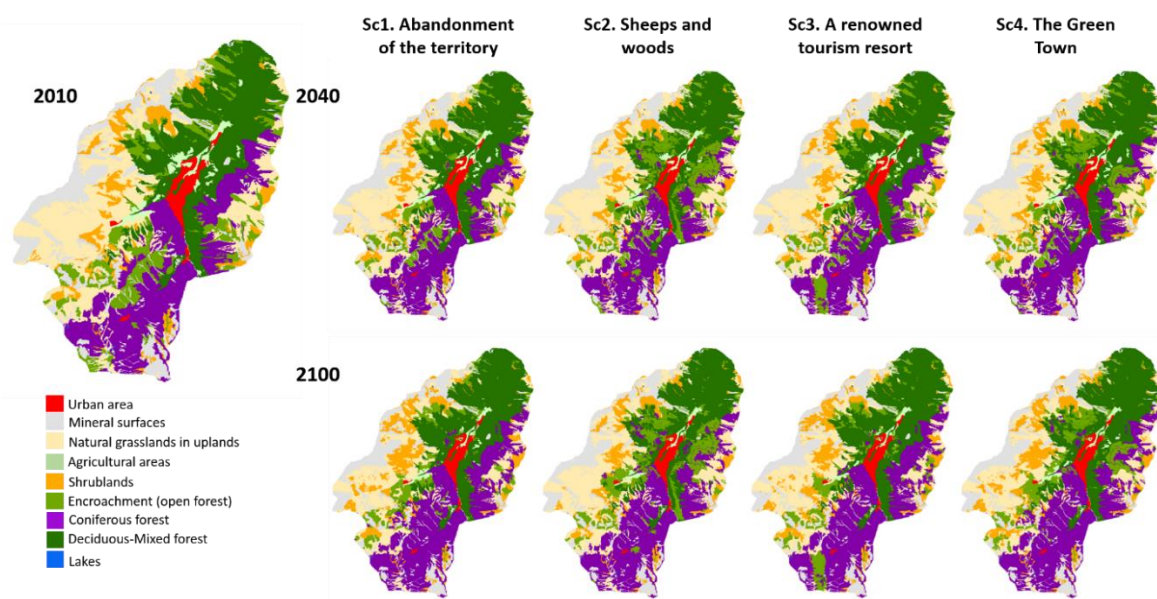 Sc1. Abandonment
of the territory
Sc2. Sheeps and
woods
Sc3. A renowned
tourism resort
Sc4. The Green
Town
2010
2040
2100
Urban area
Mineral surfaces
Natural grasslands in uplands
Agricultural areas
Shrublands
Encroachment (open forest)
Coniferous forest
Deciduous-Mixed forest
Lakes